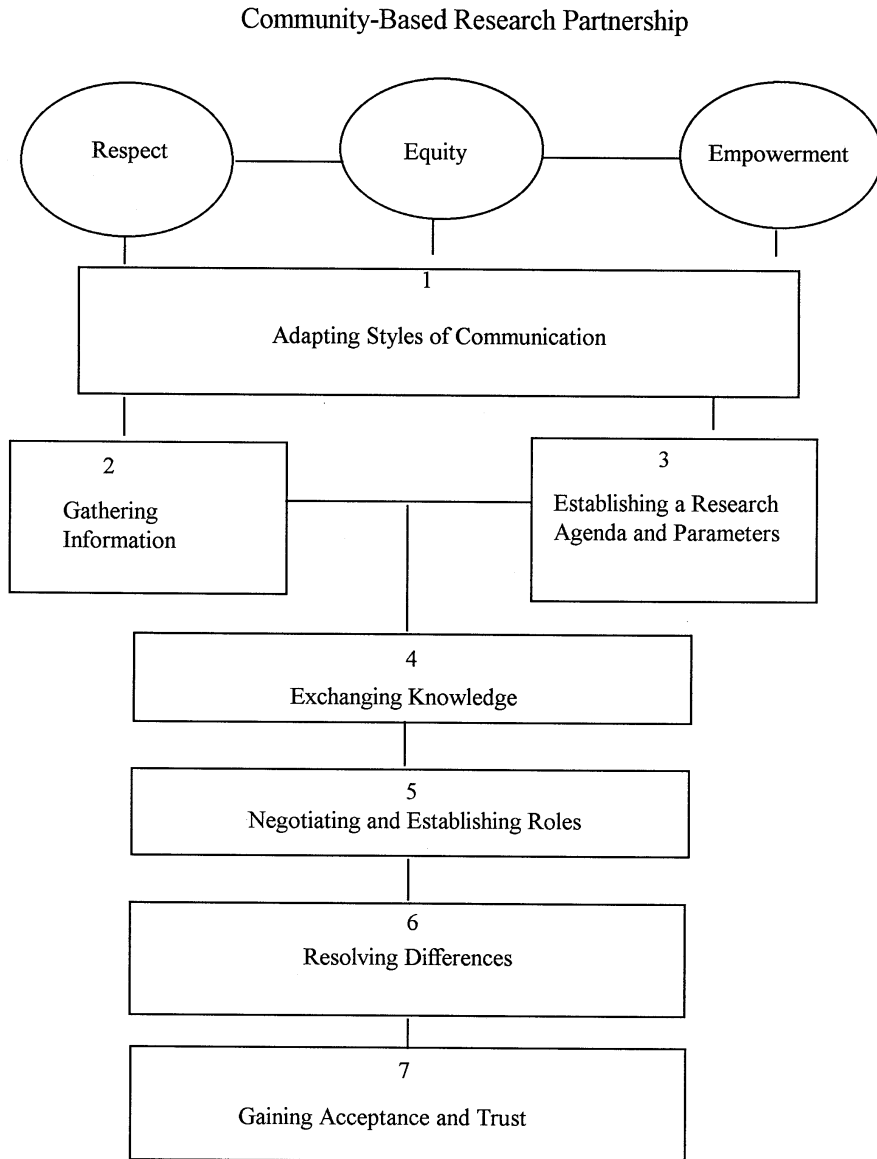 Community-Based Research Partnership
Respect
Equity
Empowerment
1
Adapting Styles of Communication
2
Gathering
Information
3
Establishing a Research
Agenda and Parameters
4
Exchanging Knowledge
5
Negotiating and Establishing Roles
6
Resolving Differences
7
Gaining Acceptance and Trust